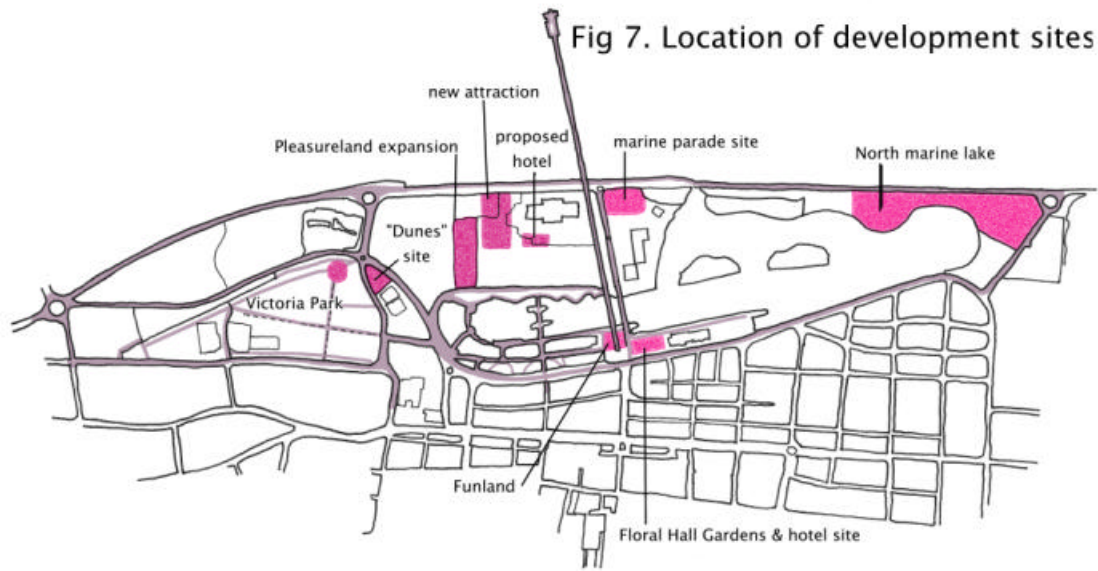 Fig 7. Location of development sites
new attraction
proposed
hotel
Pleasureland expansion
marine parade site
North marine lake
"Dunes"
site
Victoria Park
Funland
Floral Hall Gardens & hotel site